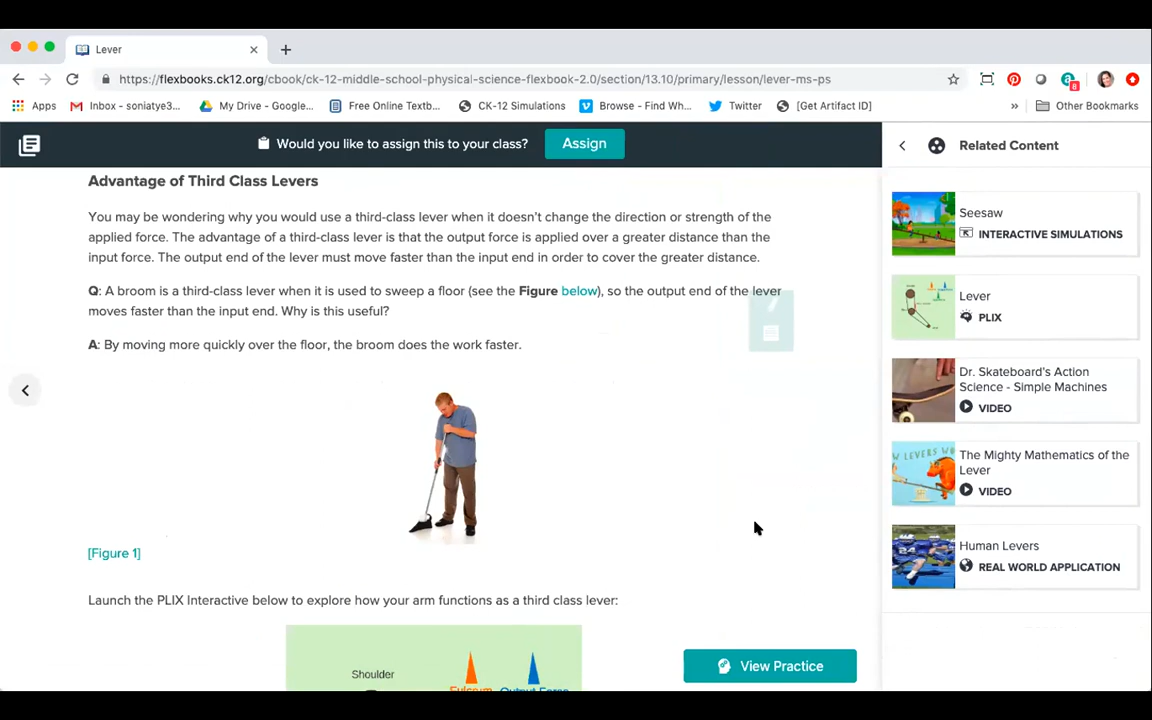 Lever
https://flexbooks.ck12.org/cbook/ck-12-middle-school-physical-science-flexbook-2.0/section/13.10/primary/lesson/lever-ms-ps
Apps
Inbox - soniatye3...
My Drive - Google...
Free Online Textb...
CK-12 Simulations
Browse - Find Wh...
Twitter
[Get Artifact ID]
»
Other Bookmarks
8
Would you like to assign this to your class?
Assign
Advantage of Third Class Levers
You may be wondering why you would use a third-class lever when it doesn't change the direction or strength of the
applied force. The advantage of a third-class lever is that the output force is applied over a greater distance than the
input force. The output end of the lever must move faster than the input end in order to cover the greater distance.
Q: A broom is a third-class lever when it is used to sweep a floor (see the Figure below), so the output end of the lever
moves faster than the input end. Why is this useful?
A: By moving more quickly over the floor, the broom does the work faster.
[Figure 1]
Launch the PLIX Interactive below to explore how your arm functions as a third class lever:
Shoulder
Fulcrum
Output Force
View Practice
Related Content
Seesaw
INTERACTIVE SIMULATIONS
Lever
PLIX
Dr. Skateboard's Action
Science - Simple Machines
VIDEO
The Mighty Mathematics of the
Lever
VIDEO
Human Levers
REAL WORLD APPLICATION